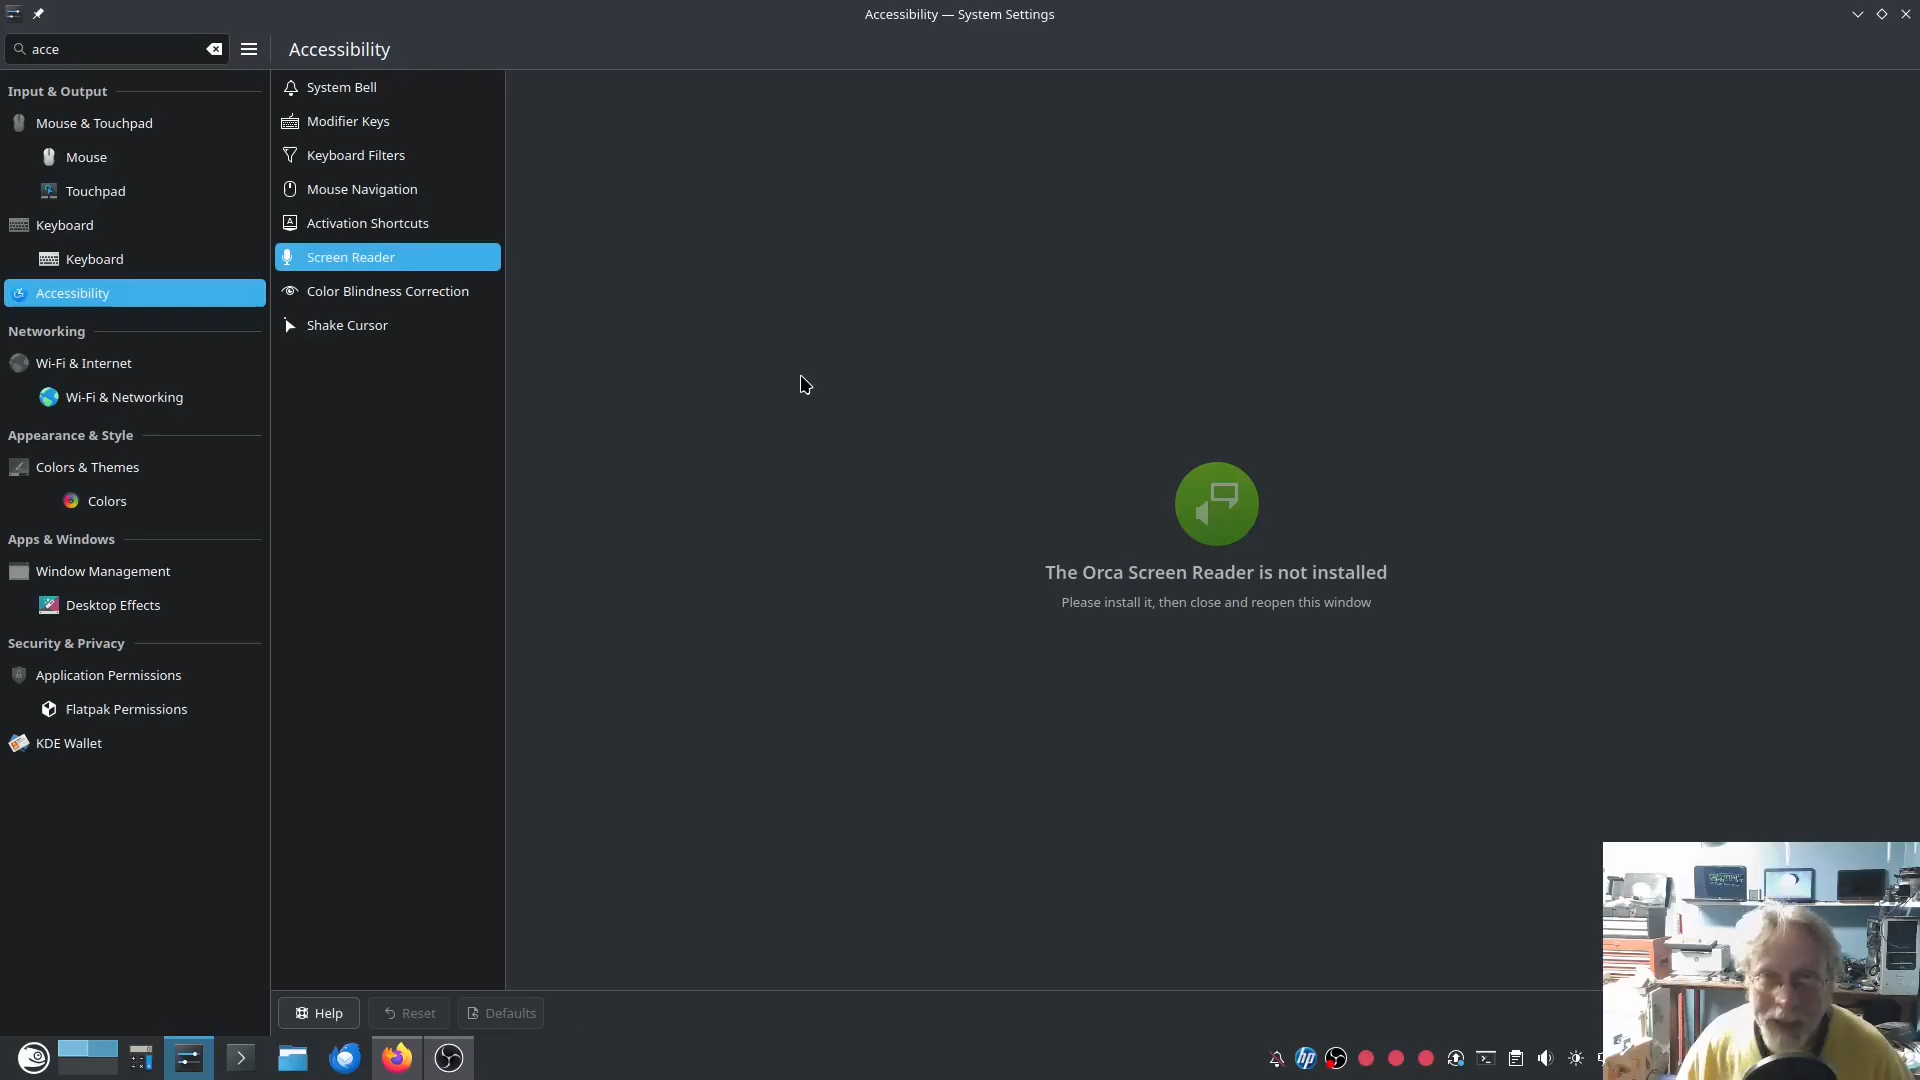 Accessibility — System Settings
acce
Accessibility
Input & Output
Mouse & Touchpad
Mouse
Touchpad
Keyboard
Keyboard
Accessibility
Networking
Wi-Fi & Internet
Wi-Fi & Networking
Appearance & Style
Colors & Themes
Colors
Apps & Windows
Window Management
Desktop Effects
Security & Privacy
Application Permissions
Flatpak Permissions
KDE Wallet
System Bell
Modifier Keys
Keyboard Filters
Mouse Navigation
Activation Shortcuts
Screen Reader
Color Blindness Correction
Shake Cursor
The Orca Screen Reader is not installed
Please install it, then close and reopen this window
Help
Reset
Defaults
hp